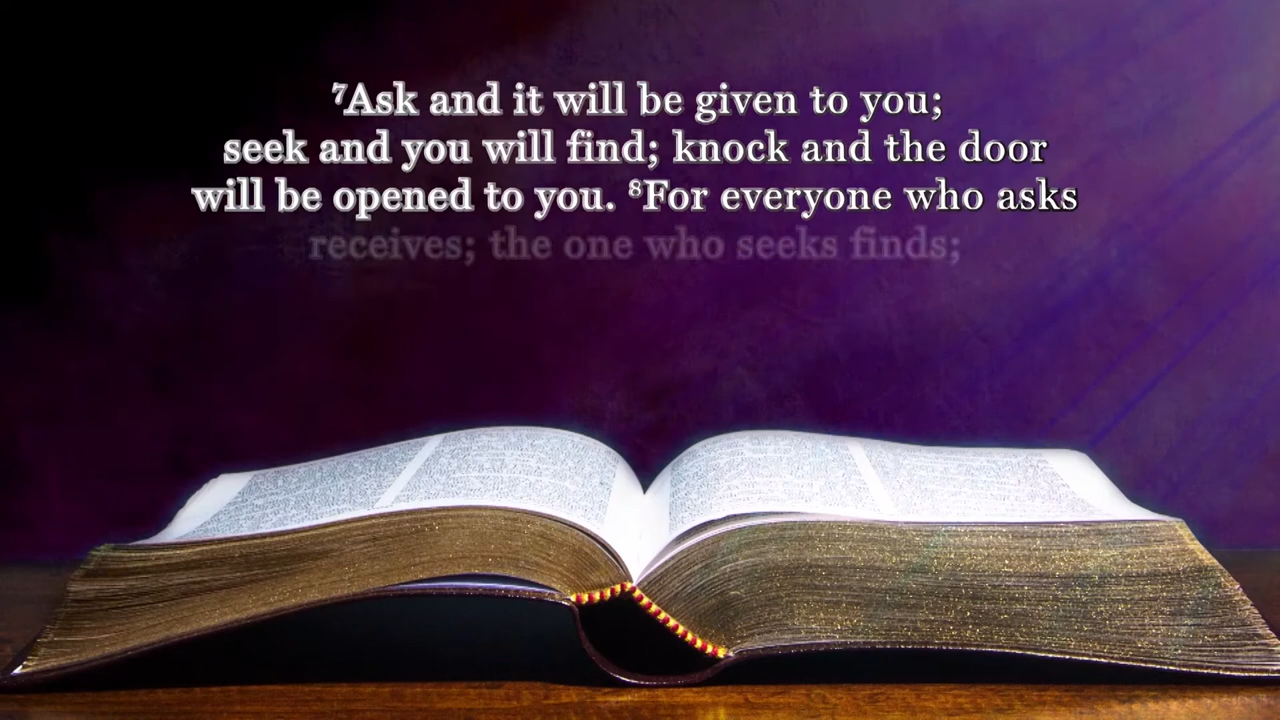 ⁷Ask and it will be given to you;
seek and you will find; knock and the door
will be opened to you. ⁸For everyone who asks
receives; the one who seeks finds;